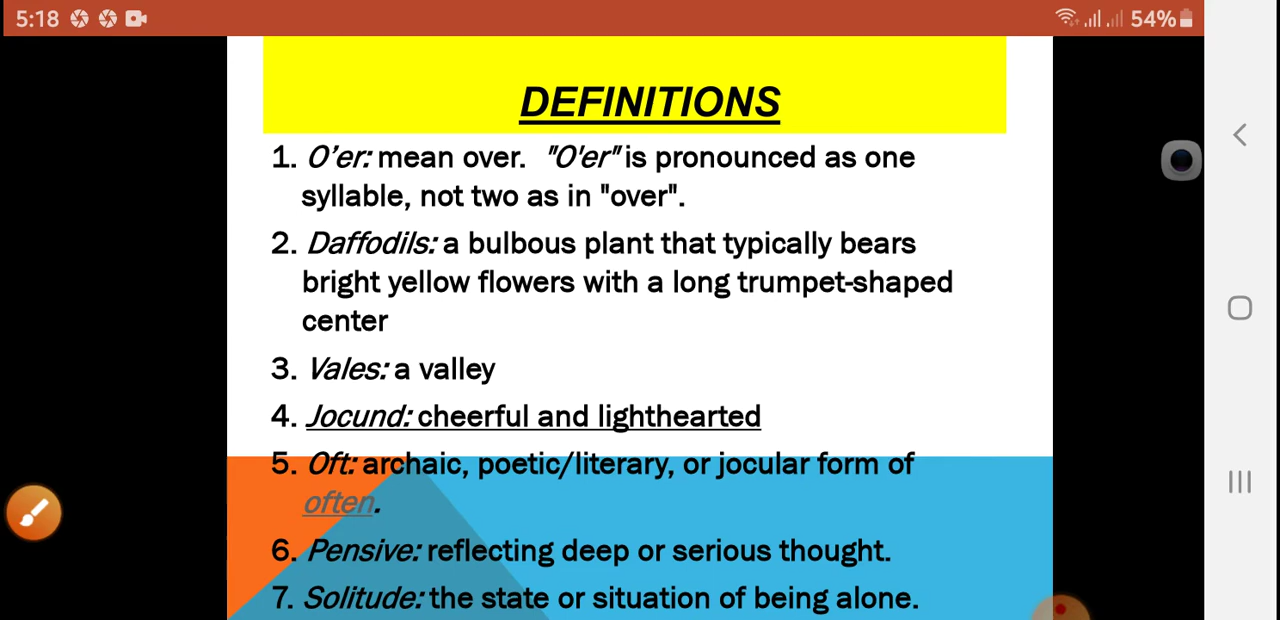 5:18 54%
DEFINITIONS
1. O'er: mean over. "O'er" is pronounced as one
syllable, not two as in "over".
2. Daffodils: a bulbous plant that typically bears
bright yellow flowers with a long trumpet-shaped
center
3. Vales: a valley
4. Jocund: cheerful and lighthearted
5. Oft: archaic, poetic/literary, or jocular form of
often.
6. Pensive: reflecting deep or serious thought.
7. Solitude: the state or situation of being alone.